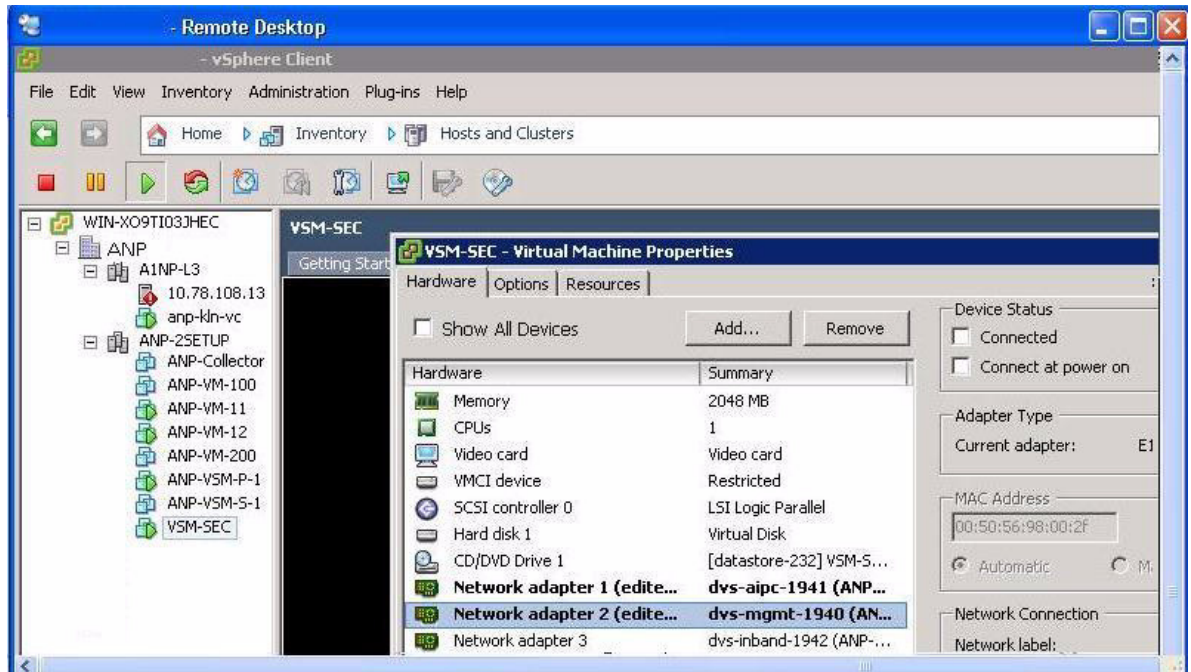 - Remote Desktop
- vSphere Client
File Edit View Inventory Administration Plug-ins Help
Home Inventory Hosts and Clusters
WIN-XO9TI03JHEC
ANP
A1NP-L3
10.78.108.13
anp-kln-vc
ANP-2SETUP
ANP-Collector
ANP-VM-100
ANP-VM-11
ANP-VM-12
ANP-VM-200
ANP-VSM-P-1
ANP-VSM-S-1
VSM-SEC
VSM-SEC
Getting Start
VSM-SEC - Virtual Machine Properties
Hardware Options Resources
Show All Devices Add... Remove
Hardware Summary
Memory 2048 MB
CPUs 1
Video card Video card
VMCI device Restricted
SCSI controller 0 LSI Logic Parallel
Hard disk 1 Virtual Disk
CD/DVD Drive 1 [datastore-232] VSM-S...
Network adapter 1 (edite... dvs-aipc-1941 (ANP...
Network adapter 2 (edite... dvs-mgmt-1940 (AN...
Network adapter 3 dvs-inband-1942 (ANP-...
Device Status
Connected
Connect at power on
Adapter Type
Current adapter: E1
MAC Address
00:50:56:98:00:2f
Automatic M
Network Connection
Network label: